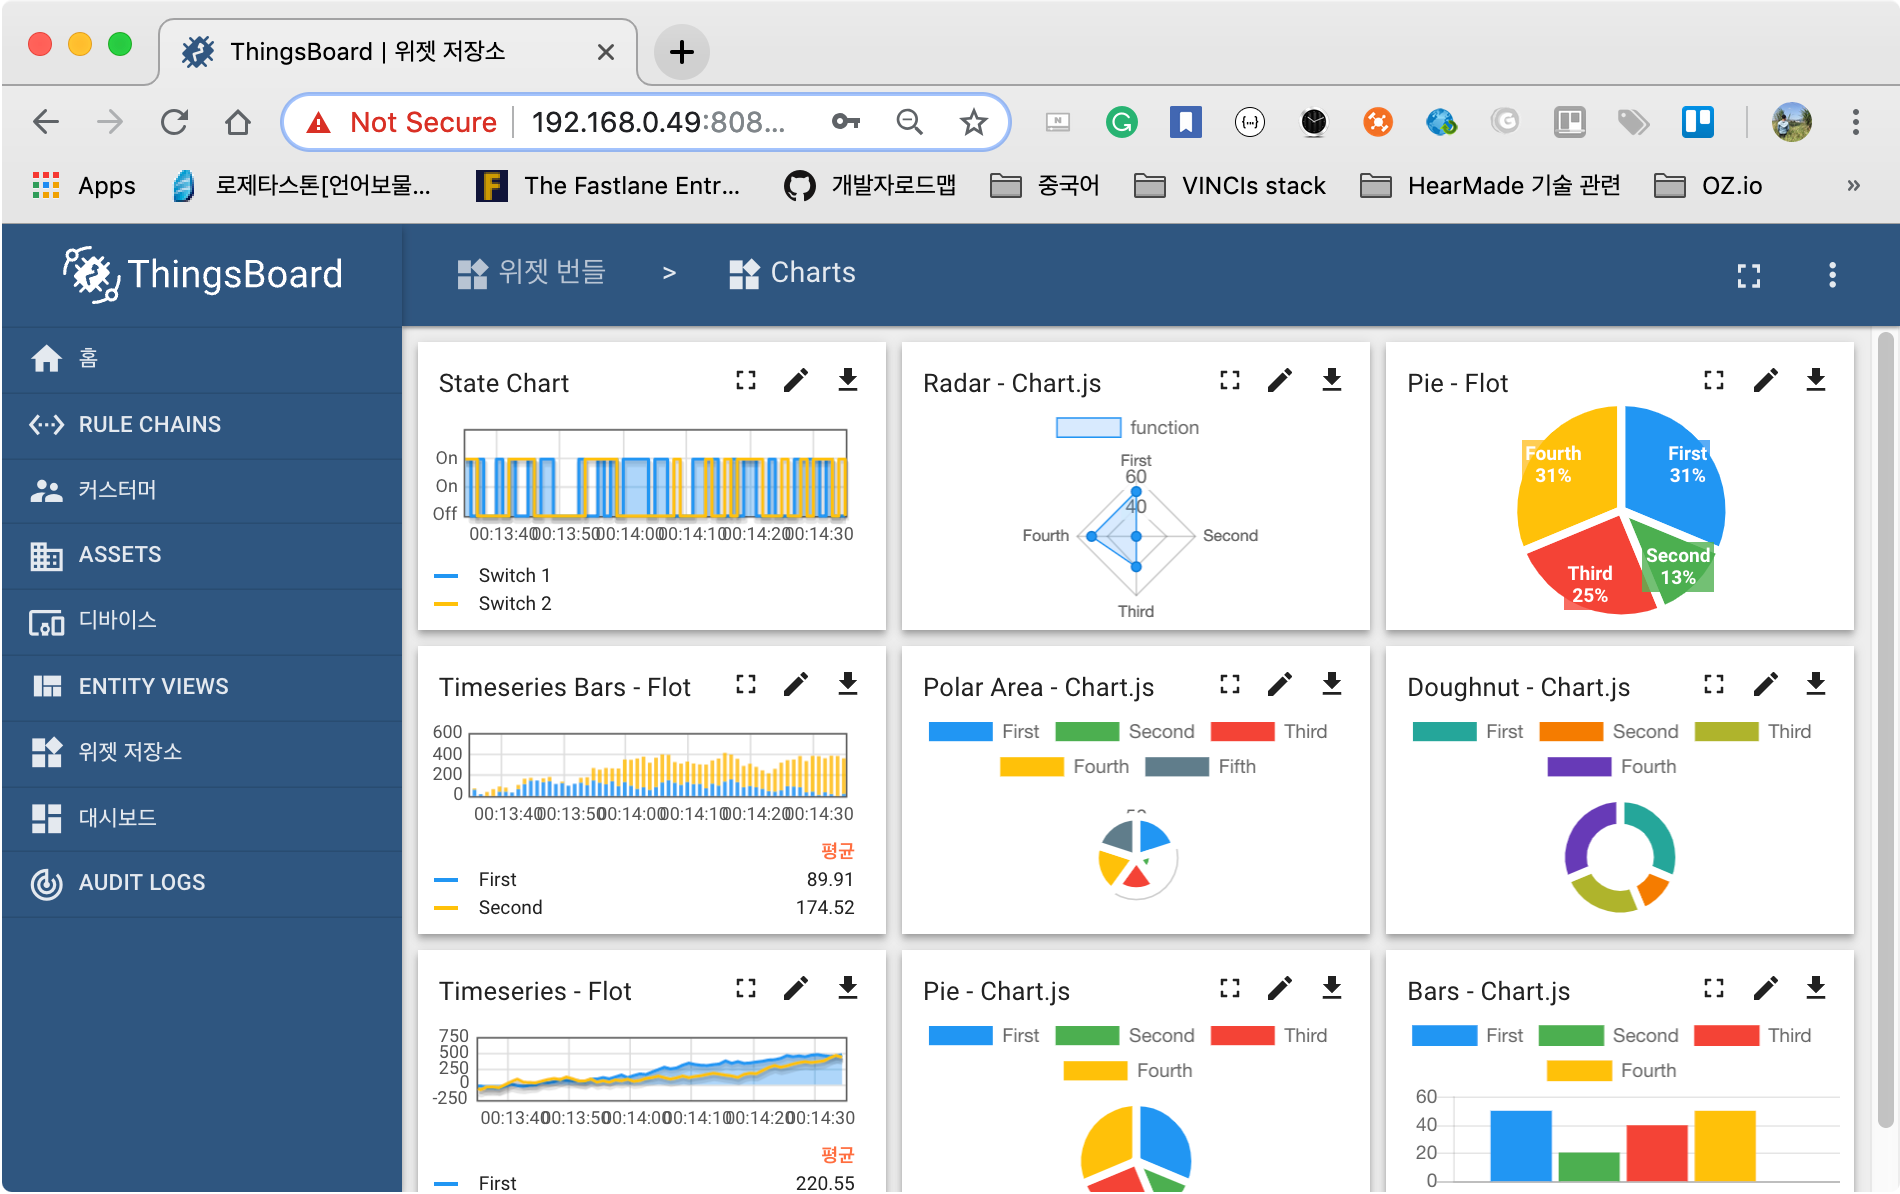 ThingsBoard | 위젯 저장소
Not Secure 192.168.0.49:808...
Apps 로제타스톤[언어보물... The Fastlane Entr... 개발자로드맵 중국어 VINCIs stack HearMade 기술 관련 OZ.io »
ThingsBoard
위젯 번들 > Charts
홈
RULE CHAINS
커스터머
ASSETS
디바이스
ENTITY VIEWS
위젯 저장소
대시보드
AUDIT LOGS
State Chart
On
On
Off
00:13:40 00:13:50 00:14:00 00:14:10 00:14:20 00:14:30
Switch 1
Switch 2
Radar - Chart.js
function
First
60
40
Fourth Second
Third
Pie - Flot
Fourth
31%
First
31%
Second
13%
Third
25%
Timeseries Bars - Flot
600
400
200
0
00:13:40 00:13:50 00:14:00 00:14:10 00:14:20 00:14:30
평균
First 89.91
Second 174.52
Polar Area - Chart.js
First Second Third
Fourth Fifth
Doughnut - Chart.js
First Second Third
Fourth
Timeseries - Flot
750
500
250
0
-250
00:13:40 00:13:50 00:14:00 00:14:10 00:14:20 00:14:30
평균
First 220.55
Pie - Chart.js
First Second Third
Fourth
Bars - Chart.js
First Second Third
Fourth
60
40
20
0